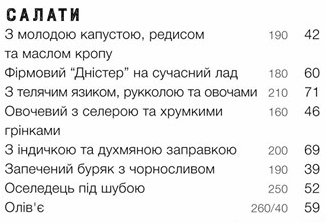 САЛАТИ
З молодою капустою, редисом 190 42
та маслом кропу
Фірмовий “Дністер” на сучасний лад 180 60
З телячим язиком, рукколою та овочами 210 71
Овочевий з селерою та хрумкими 160 46
грінками
З індичкою та духмяною заправкою 200 69
Запечений буряк з чорносливом 190 39
Оселедець під шубою 250 52
Олів'є 260/40 59